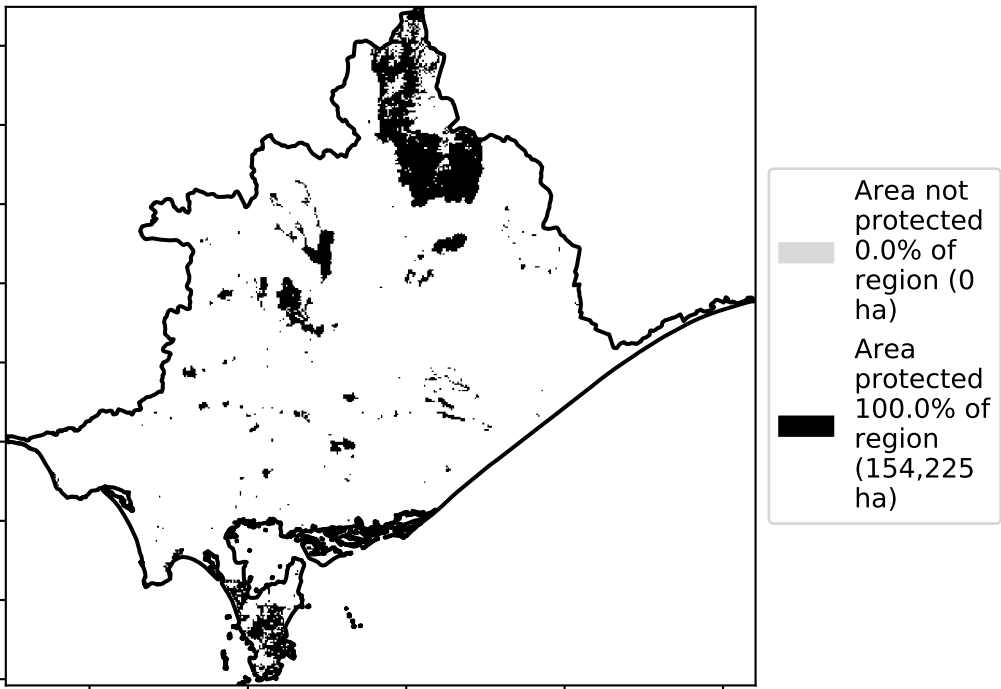 Area not
protected
0.0% of
region (0
ha)
Area
protected
100.0% of
region
(154,225
ha)